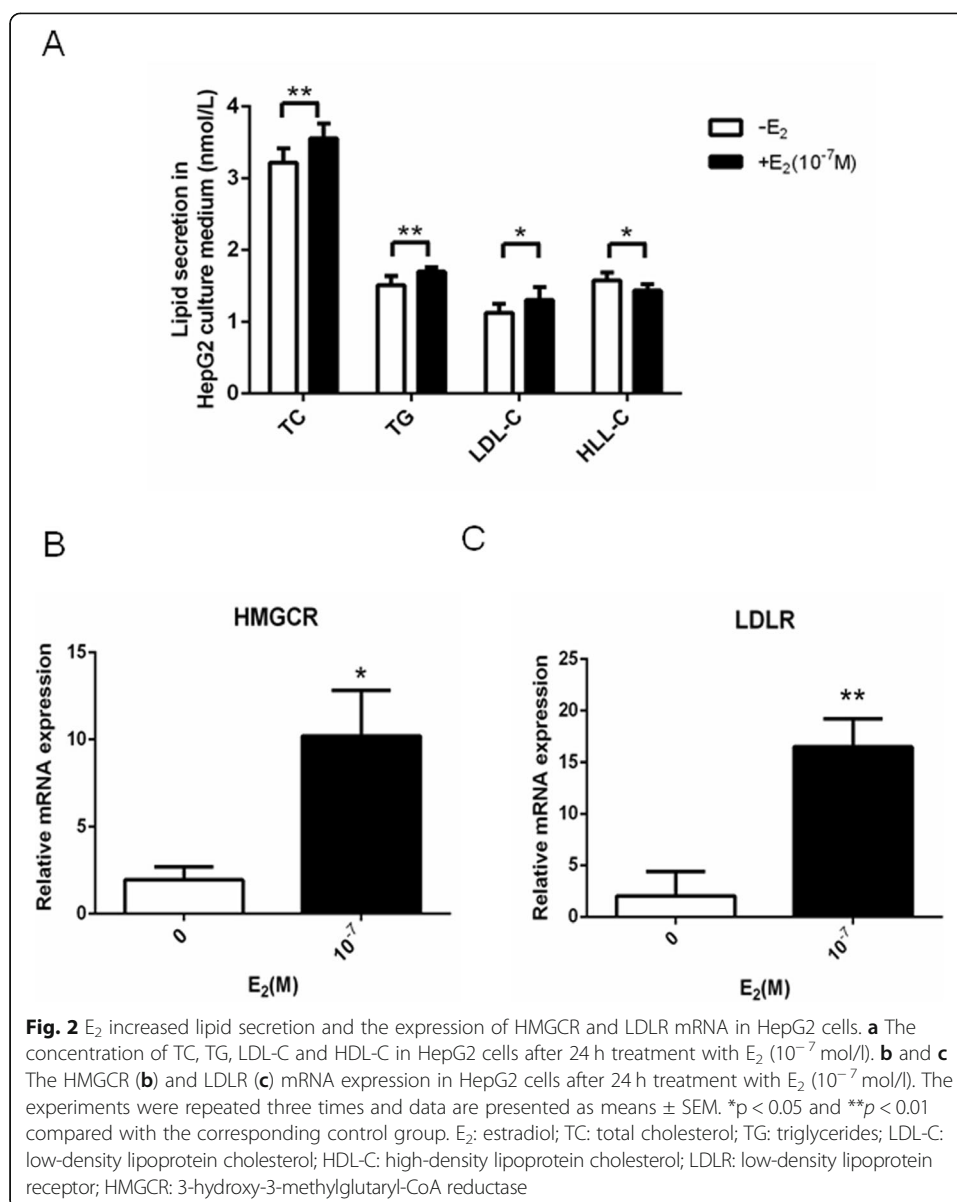 A
Lipid secretion in
HepG2 culture medium (nmol/L)
4
3
2
1
0
**
**
*
*
-E₂
+E₂(10⁻⁷M)
TC
TG
LDL-C
HLL-C
B
HMGCR
Relative mRNA expression
15
10
5
0
*
0
10⁻⁷
E₂(M)
C
LDLR
Relative mRNA expression
25
20
15
10
5
0
**
0
10⁻⁷
E₂(M)
Fig. 2 E₂ increased lipid secretion and the expression of HMGCR and LDLR mRNA in HepG2 cells. a The
concentration of TC, TG, LDL-C and HDL-C in HepG2 cells after 24 h treatment with E₂ (10⁻⁷ mol/l). b and c
The HMGCR (b) and LDLR (c) mRNA expression in HepG2 cells after 24 h treatment with E₂ (10⁻⁷ mol/l). The
experiments were repeated three times and data are presented as means ± SEM. *p < 0.05 and **p < 0.01
compared with the corresponding control group. E₂: estradiol; TC: total cholesterol; TG: triglycerides; LDL-C:
low-density lipoprotein cholesterol; HDL-C: high-density lipoprotein cholesterol; LDLR: low-density lipoprotein
receptor; HMGCR: 3-hydroxy-3-methylglutaryl-CoA reductase